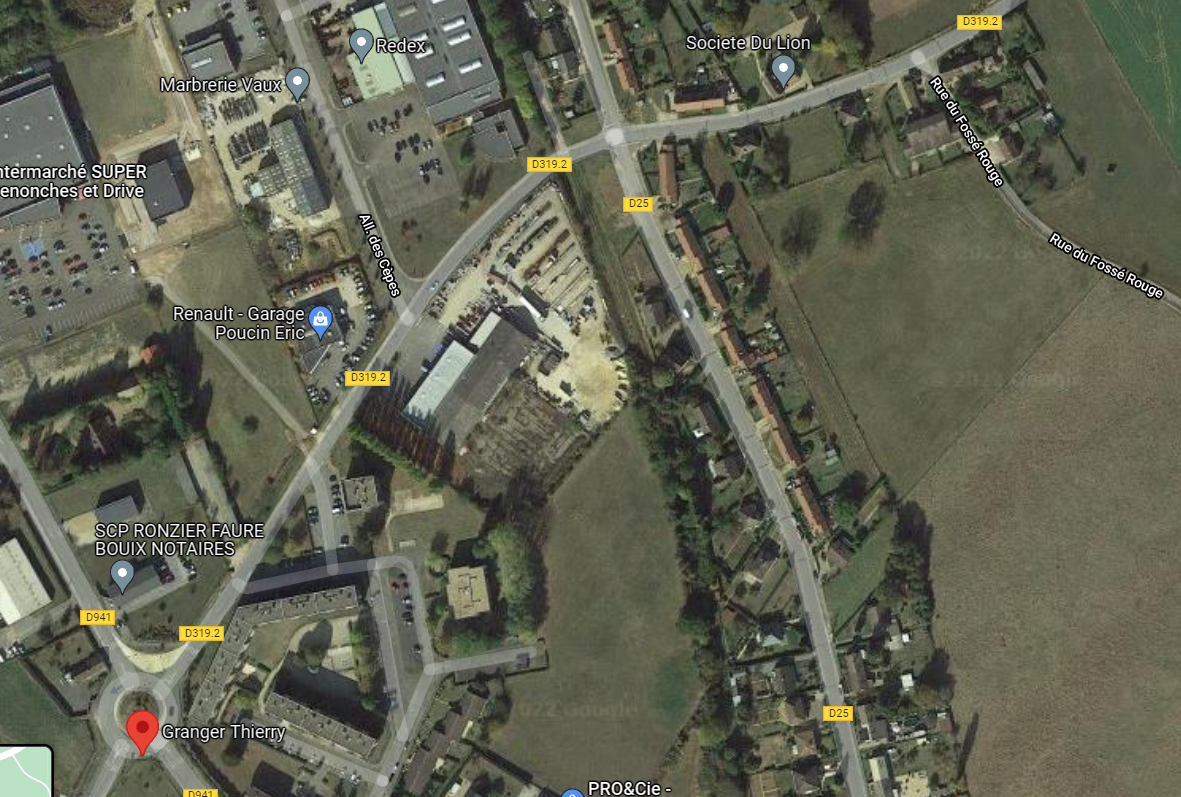 D319.2
Societe Du Lion
Redex
Marbrerie Vaux
Rue du Fossé Rouge
D319.2
ntermarché SUPER
enonches et Drive
D25
All. des Cèpes
Rue du Fossé Rouge
Renault - Garage
Poucin Eric
D319.2
SCP RONZIER FAURE
BOUIX NOTAIRES
D941
D319.2
D25
Granger Thierry
PRO&Cie -
D941